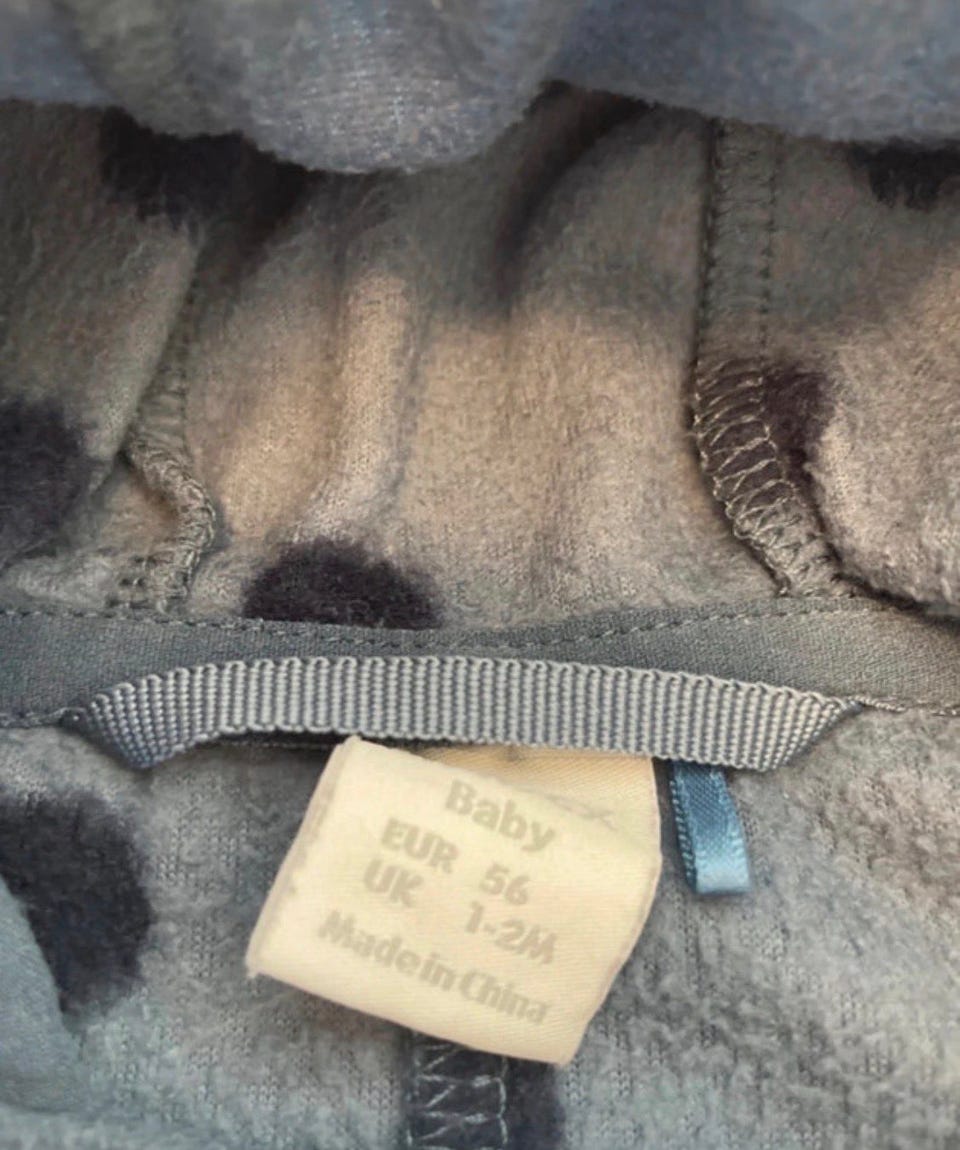 Baby
EUR 56
UK 1-2M
Made in China